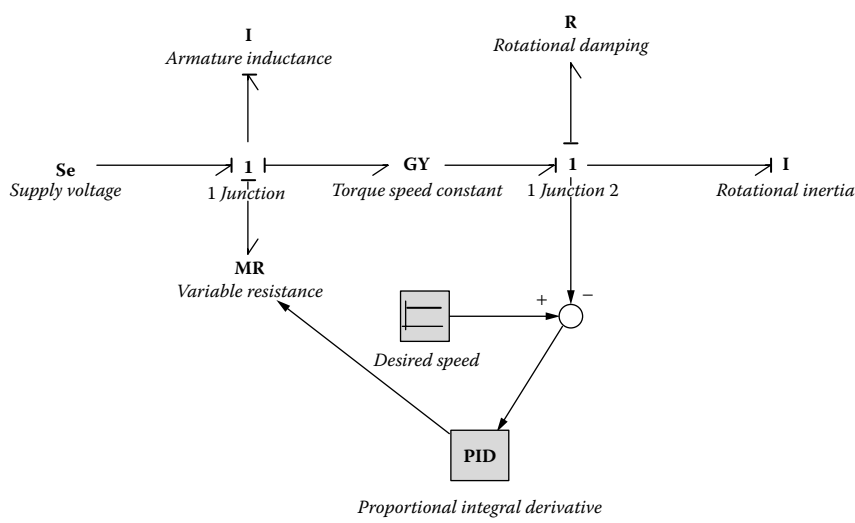 I
Armature inductance
R
Rotational damping
Se
Supply voltage
1
1 Junction
GY
Torque speed constant
1
1 Junction 2
I
Rotational inertia
MR
Variable resistance
+
−
Desired speed
PID
Proportional integral derivative